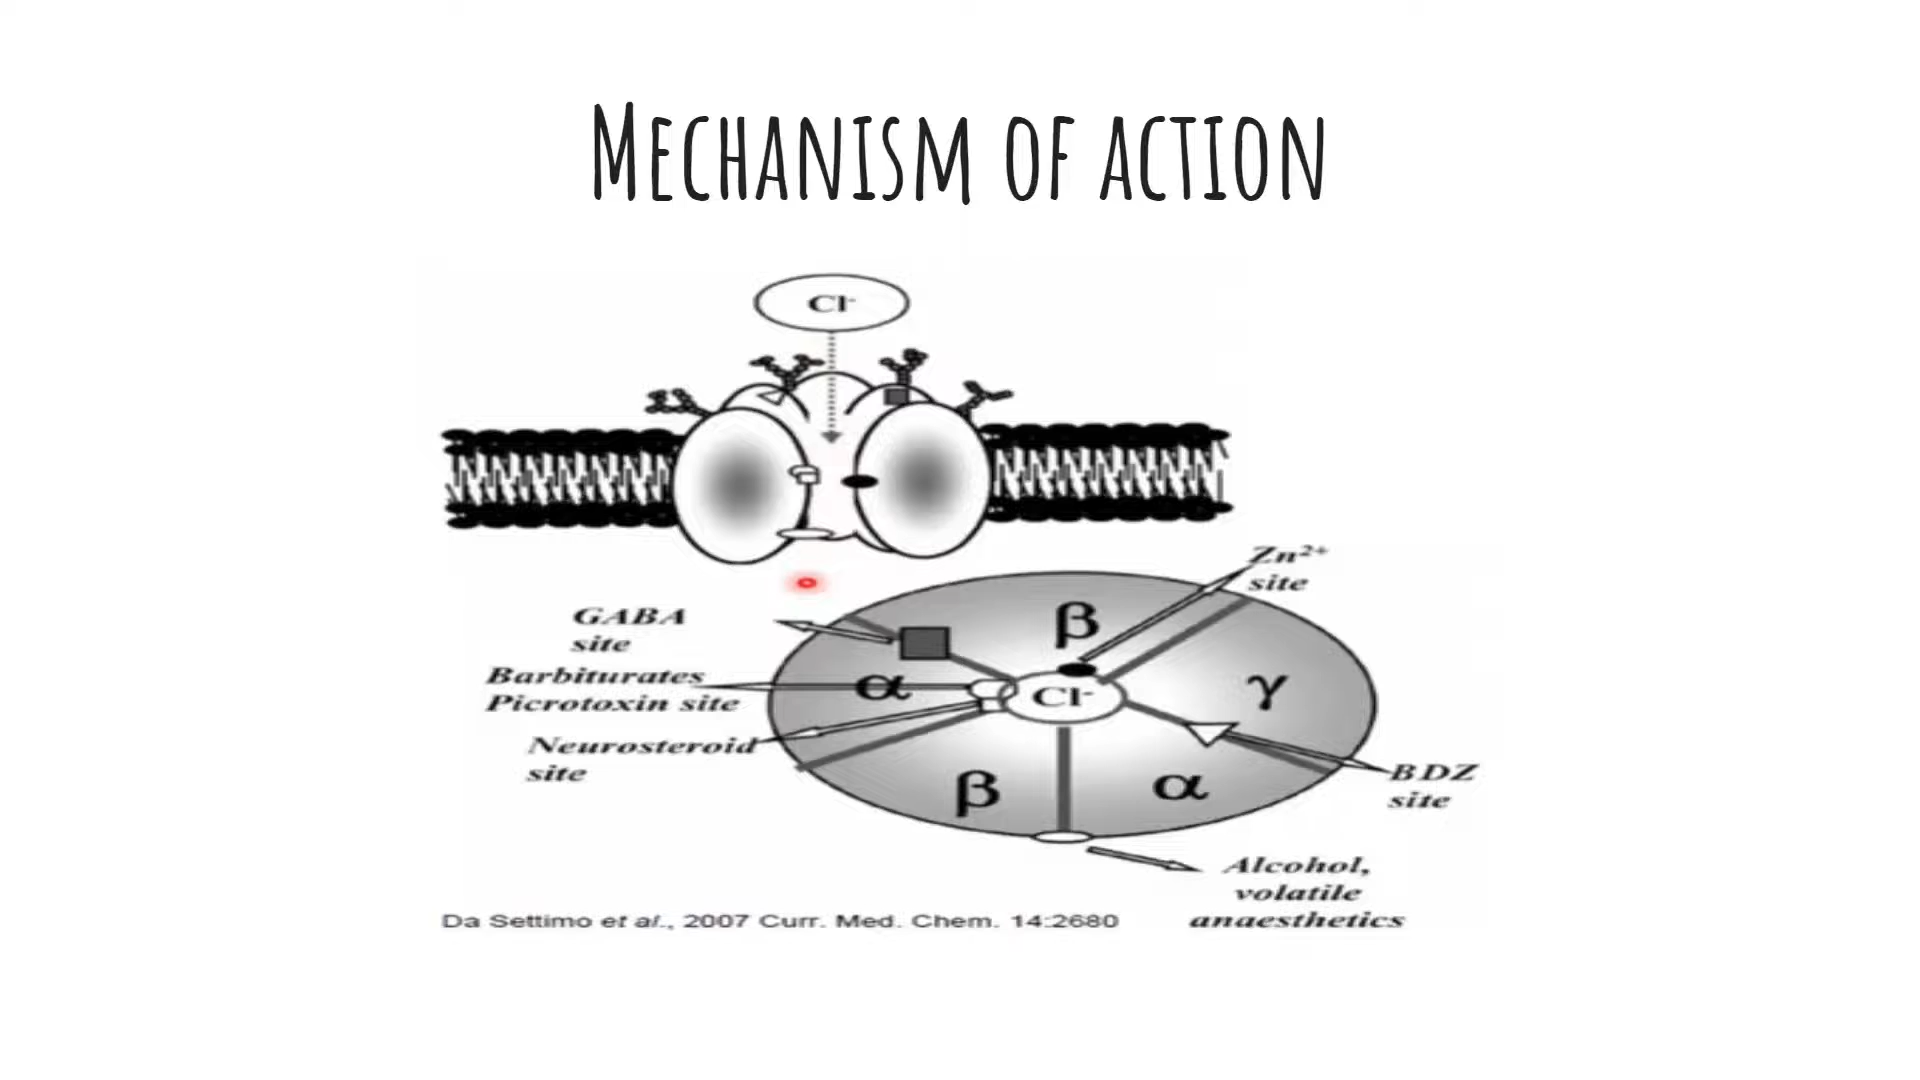 Mechanism of action
Cl-
Zn²⁺
site
GABA
site
β
Barbiturates
Picrotoxin site
α
Cl-
γ
Neurosteroid
site
β
α
BDZ
site
Alcohol,
volatile
anaesthetics
Da Settimo et al., 2007 Curr. Med. Chem. 14:2680